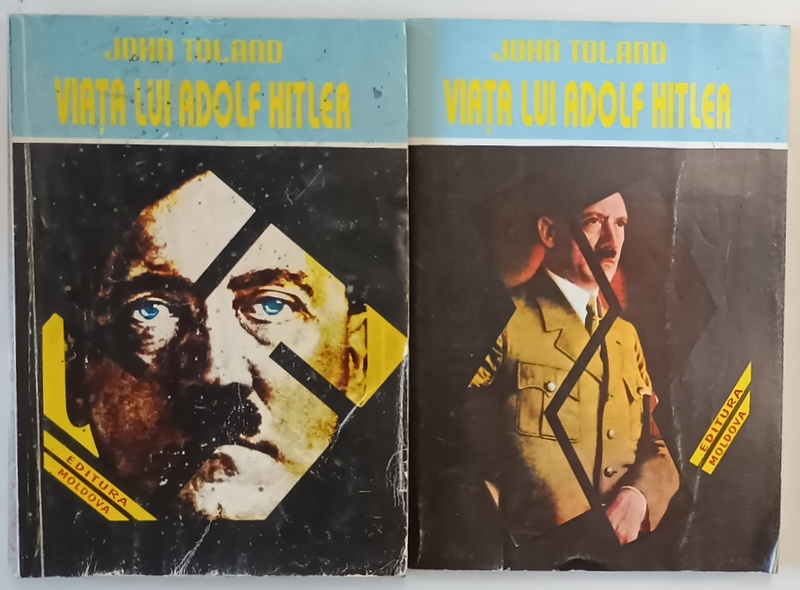 JOHN TOLAND
VIAȚA LUI ADOLF HITLER
EDITURA
MOLDOVA
JOHN TOLAND
VIAȚA LUI ADOLF HITLER
EDITURA
MOLDOVA